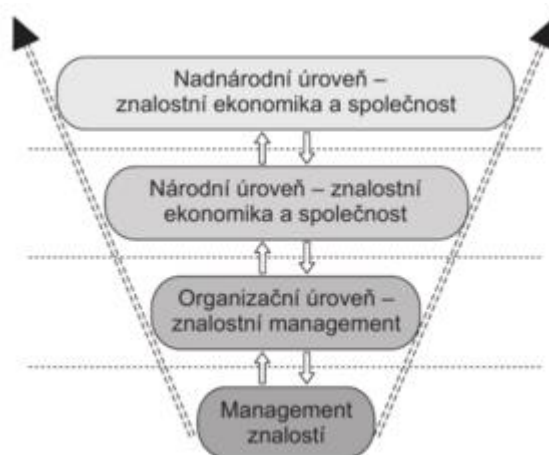 Nadnárodní úroveň –
znalostní ekonomika a společnost
Národní úroveň – znalostní
ekonomika a společnost
Organizační úroveň –
znalostní management
Management
znalostí